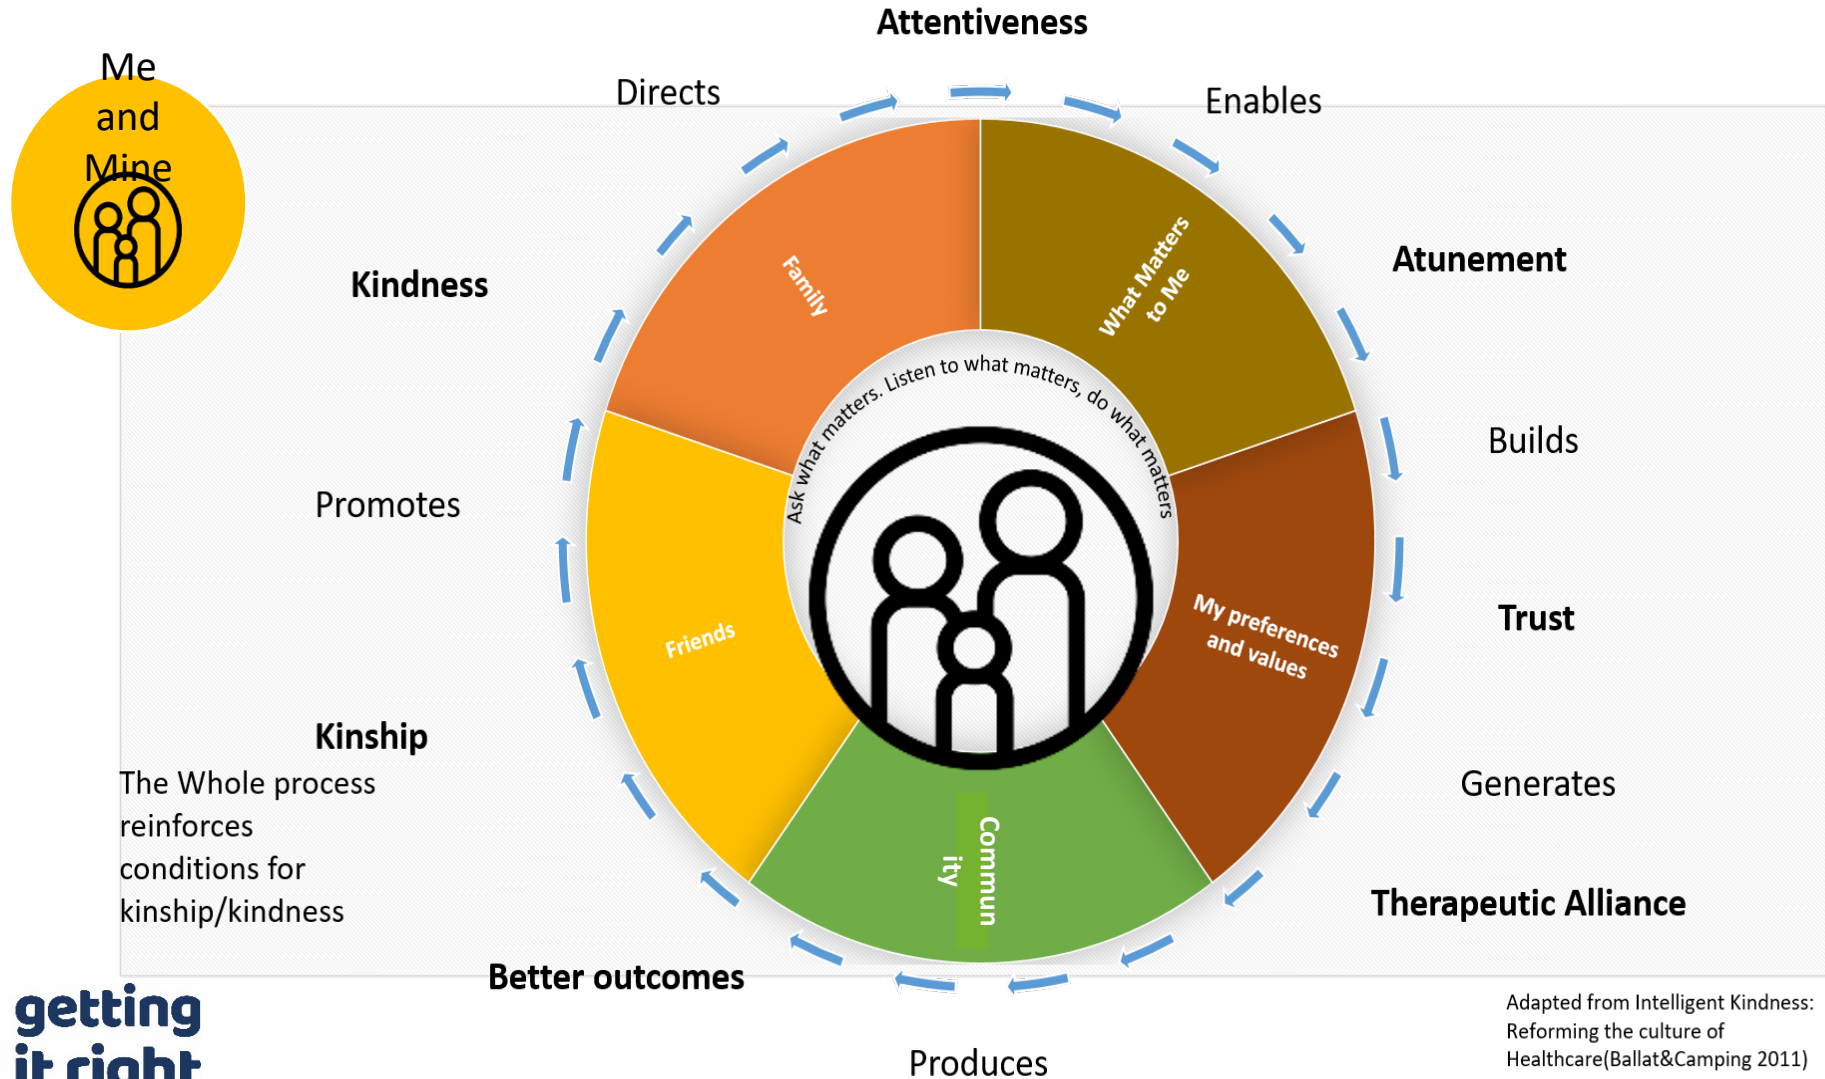 Attentiveness
Me
and
Mine
Directs
Enables
Kindness
Atunement
Family
What Matters
to Me
Ask what matters. Listen to what matters, do what matters
Builds
Promotes
My preferences
and values
Trust
Friends
Kinship
The Whole process
reinforces
conditions for
kinship/kindness
Generates
Commun
ity
Therapeutic Alliance
Better outcomes
Produces
getting
it right
Adapted from Intelligent Kindness:
Reforming the culture of
Healthcare(Ballat&Camping 2011)